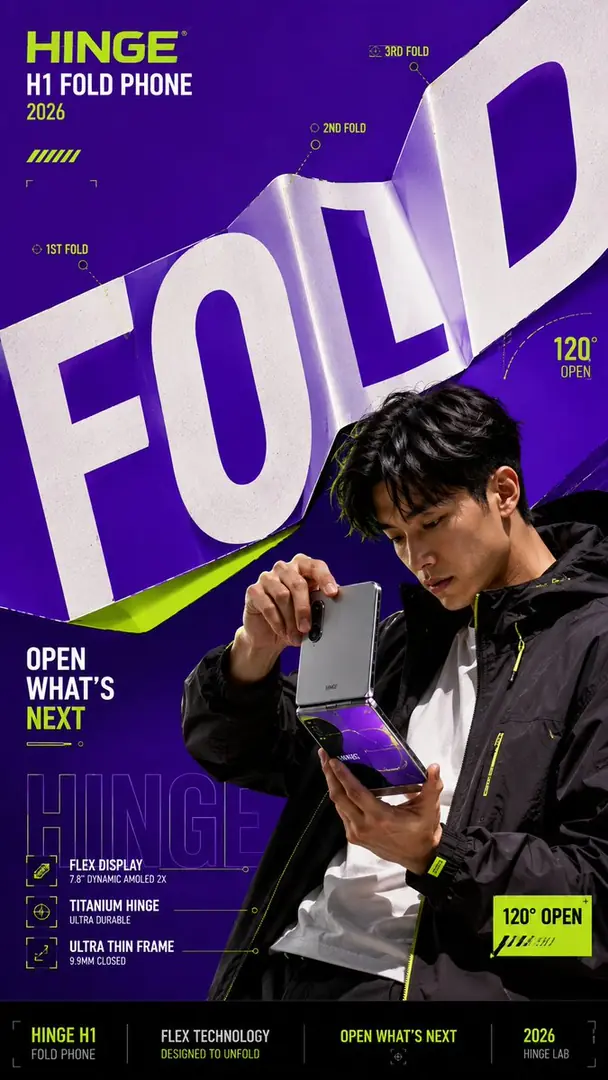 HINGE
H1 FOLD PHONE
2026
3RD FOLD
2ND FOLD
1ST FOLD
FOLD
120°
OPEN
OPEN
WHAT'S
NEXT
HINGE
HINGE
FLEX DISPLAY
7.8" DYNAMIC AMOLED 2X
TITANIUM HINGE
ULTRA DURABLE
ULTRA THIN FRAME
9.9MM CLOSED
120° OPEN
HINGE H1
FOLD PHONE
FLEX TECHNOLOGY
DESIGNED TO UNFOLD
OPEN WHAT'S NEXT
2026
HINGE LAB